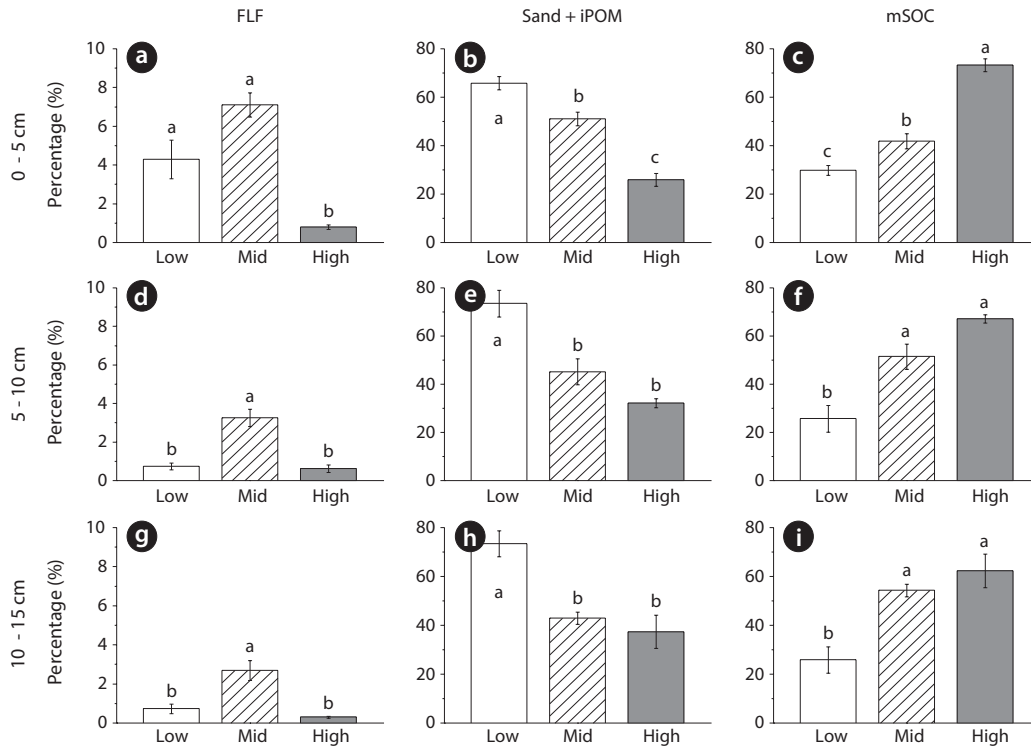 FLF
Sand + iPOM
mSOC
0 - 5 cm
Percentage (%)
10
8
6
4
2
0
a
a
a
b
Low
Mid
High
80
60
40
20
0
b
a
b
c
Low
Mid
High
80
60
40
20
0
c
c
b
a
Low
Mid
High
5 - 10 cm
Percentage (%)
10
8
6
4
2
0
d
b
a
b
Low
Mid
High
80
60
40
20
0
e
a
b
b
Low
Mid
High
80
60
40
20
0
f
b
a
a
Low
Mid
High
10 - 15 cm
Percentage (%)
10
8
6
4
2
0
g
b
a
b
Low
Mid
High
80
60
40
20
0
h
a
b
b
Low
Mid
High
80
60
40
20
0
i
b
a
a
Low
Mid
High